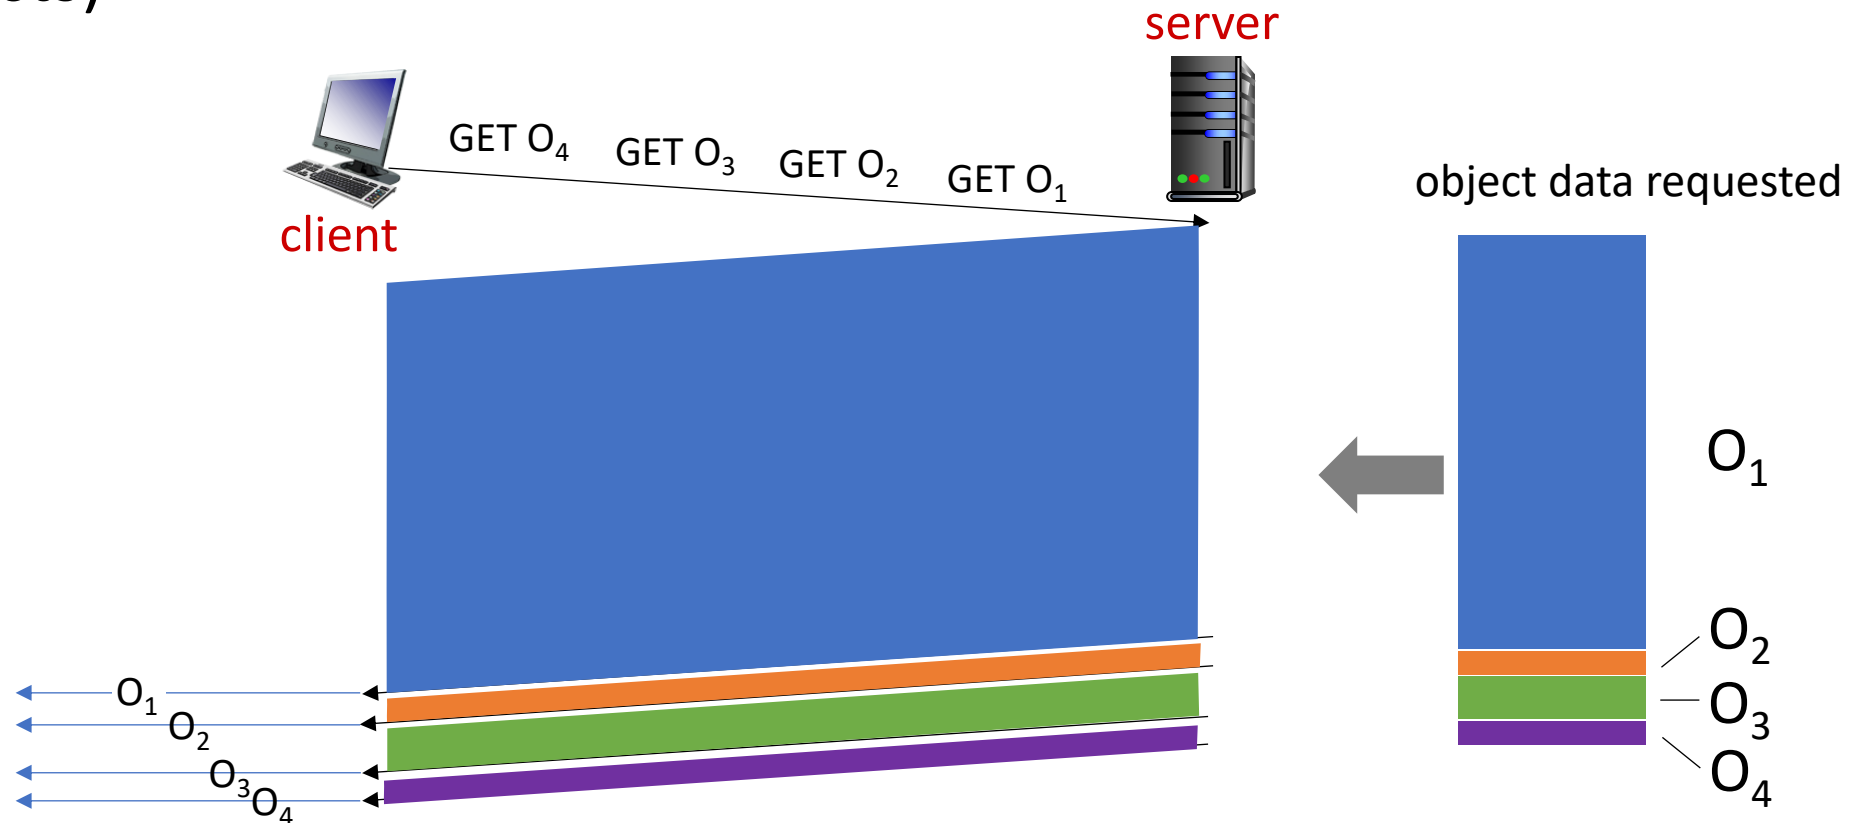 server
GET O₄ GET O₃ GET O₂ GET O₁
object data requested
client
O₁
O₂
O₃
O₄
O₁
O₂
O₃
O₄